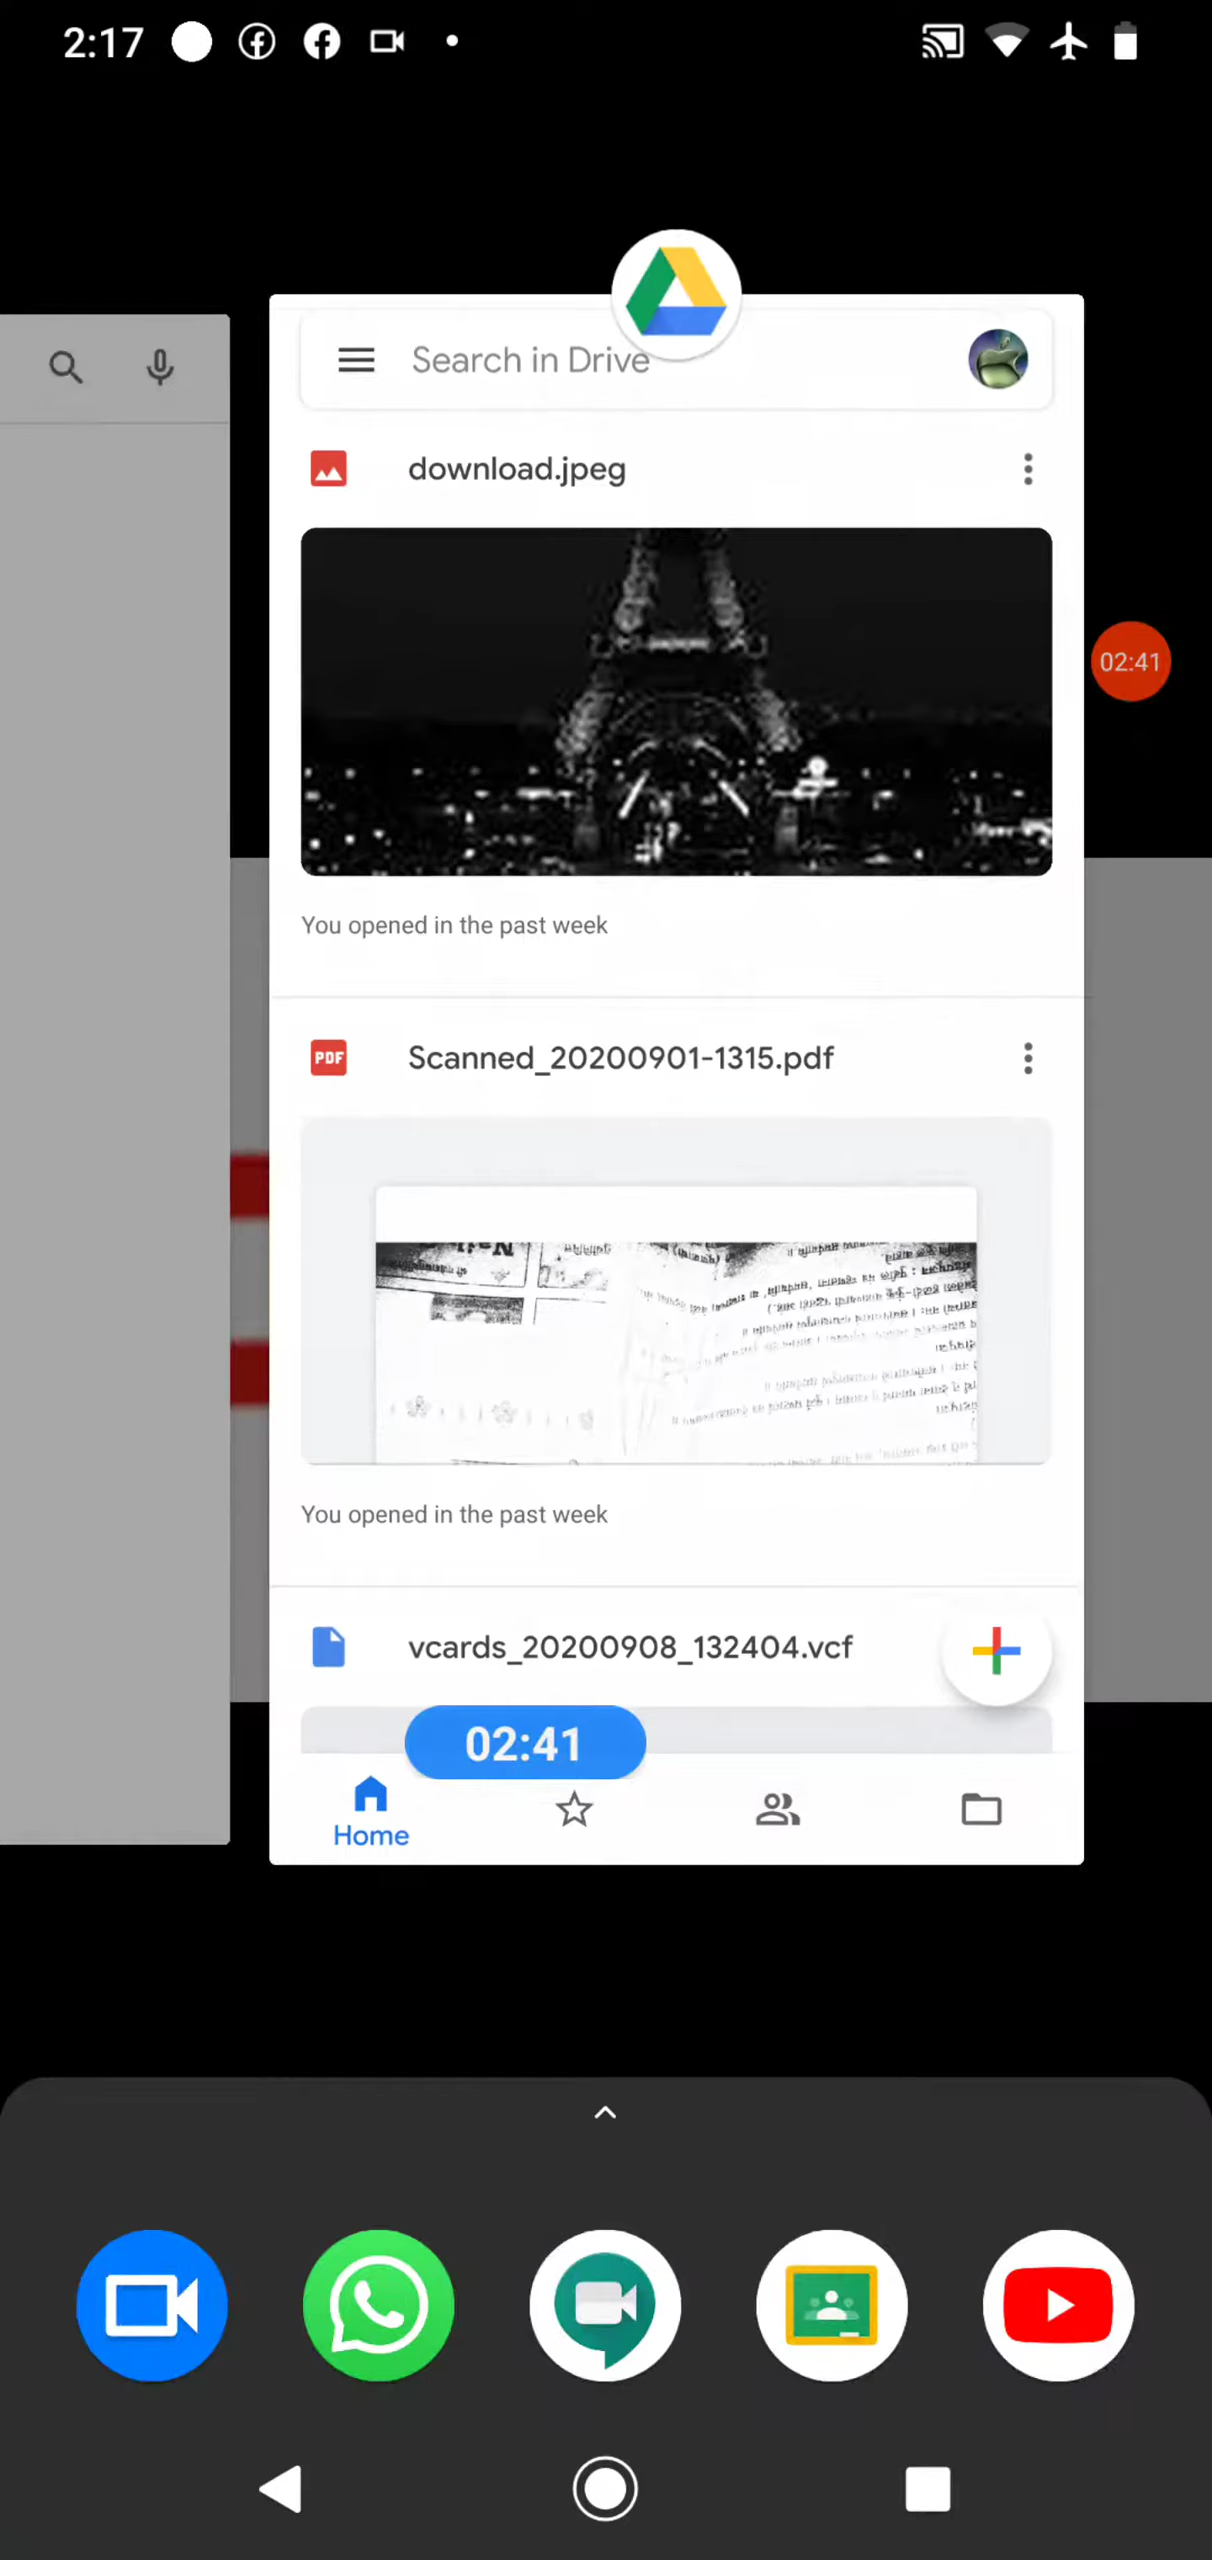 2:17
Search in Drive
download.jpeg
02:41
You opened in the past week
PDF
Scanned_20200901-1315.pdf
You opened in the past week
vcards_20200908_132404.vcf
02:41
Home